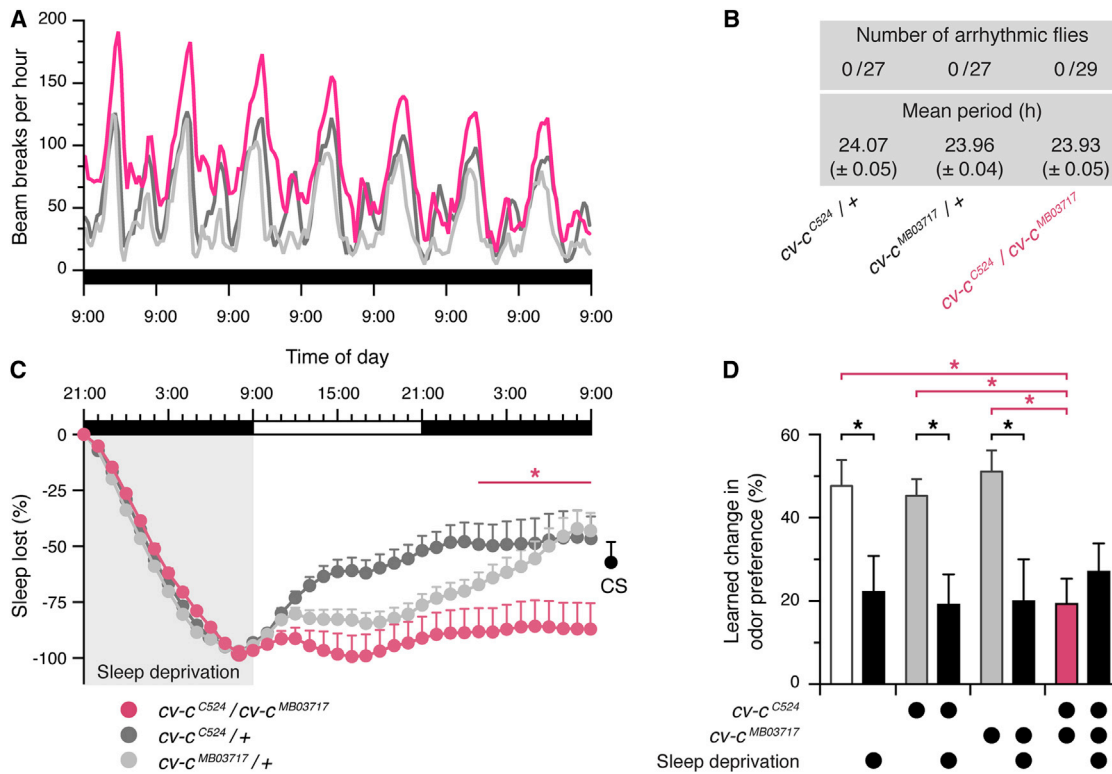 A
Beam breaks per hour
200
150
100
50
0
9:00 9:00 9:00 9:00 9:00 9:00 9:00 9:00
Time of day
B
Number of arrhythmic flies
0/27 0/27 0/29
Mean period (h)
24.07 23.96 23.93
(± 0.05) (± 0.04) (± 0.05)
cv-c^C524 / +
cv-c^MB03717 / +
cv-c^C524 / cv-c^MB03717
C
21:00 3:00 9:00 15:00 21:00 3:00 9:00
Sleep lost (%)
0
-25
-50
-75
-100
*
CS
Sleep deprivation
cv-c^C524 / cv-c^MB03717
cv-c^C524 / +
cv-c^MB03717 / +
D
*
*
*
* * *
Learned change in
odor preference (%)
60
40
20
0
cv-c^C524
cv-c^MB03717
Sleep deprivation